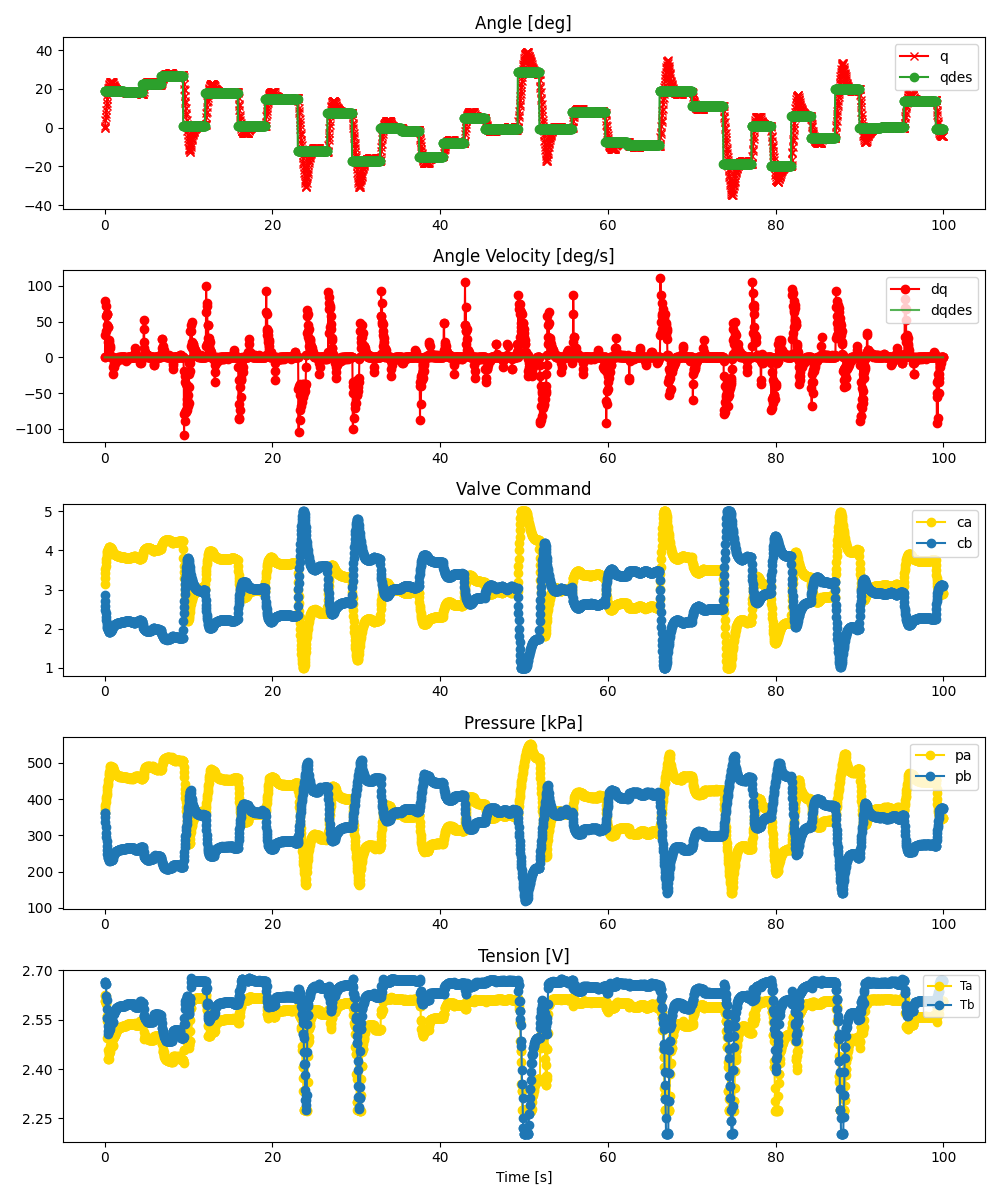 Angle [deg]
40
20
0
−20
−40
q
qdes
0 20 40 60 80 100
Angle Velocity [deg/s]
100
50
0
−50
−100
dq
dqdes
0 20 40 60 80 100
Valve Command
5
4
3
2
1
ca
cb
0 20 40 60 80 100
Pressure [kPa]
500
400
300
200
100
pa
pb
0 20 40 60 80 100
Tension [V]
2.70
2.55
2.40
2.25
Ta
Tb
0 20 40 60 80 100
Time [s]